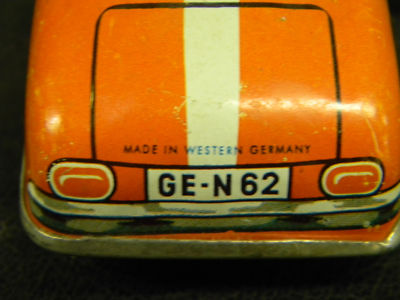 MADE IN WESTERN GERMANY
GE-N 62